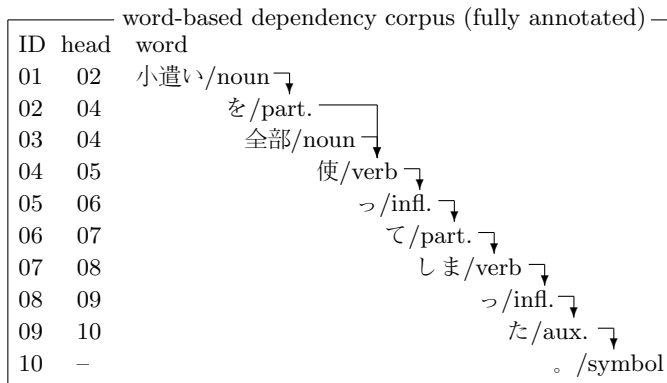 word-based dependency corpus (fully annotated)
ID head word
01 02 小遣い/noun
02 04 を/part.
03 04 全部/noun
04 05 使/verb
05 06 っ/infl.
06 07 て/part.
07 08 しま/verb
08 09 っ/infl.
09 10 た/aux.
10 – 。/symbol